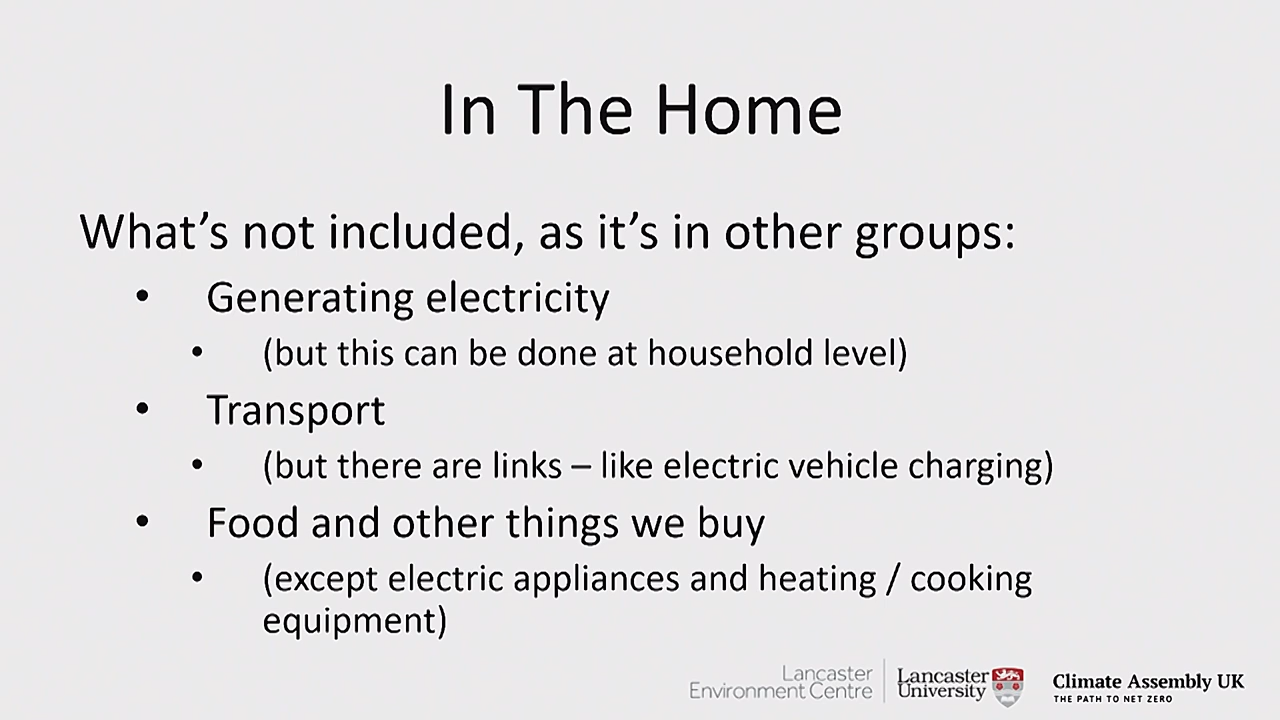 In The Home
What's not included, as it's in other groups:
• Generating electricity
• (but this can be done at household level)
• Transport
• (but there are links – like electric vehicle charging)
• Food and other things we buy
• (except electric appliances and heating / cooking
equipment)
Lancaster
Environment Centre
Lancaster
University
Climate Assembly UK
THE PATH TO NET ZERO